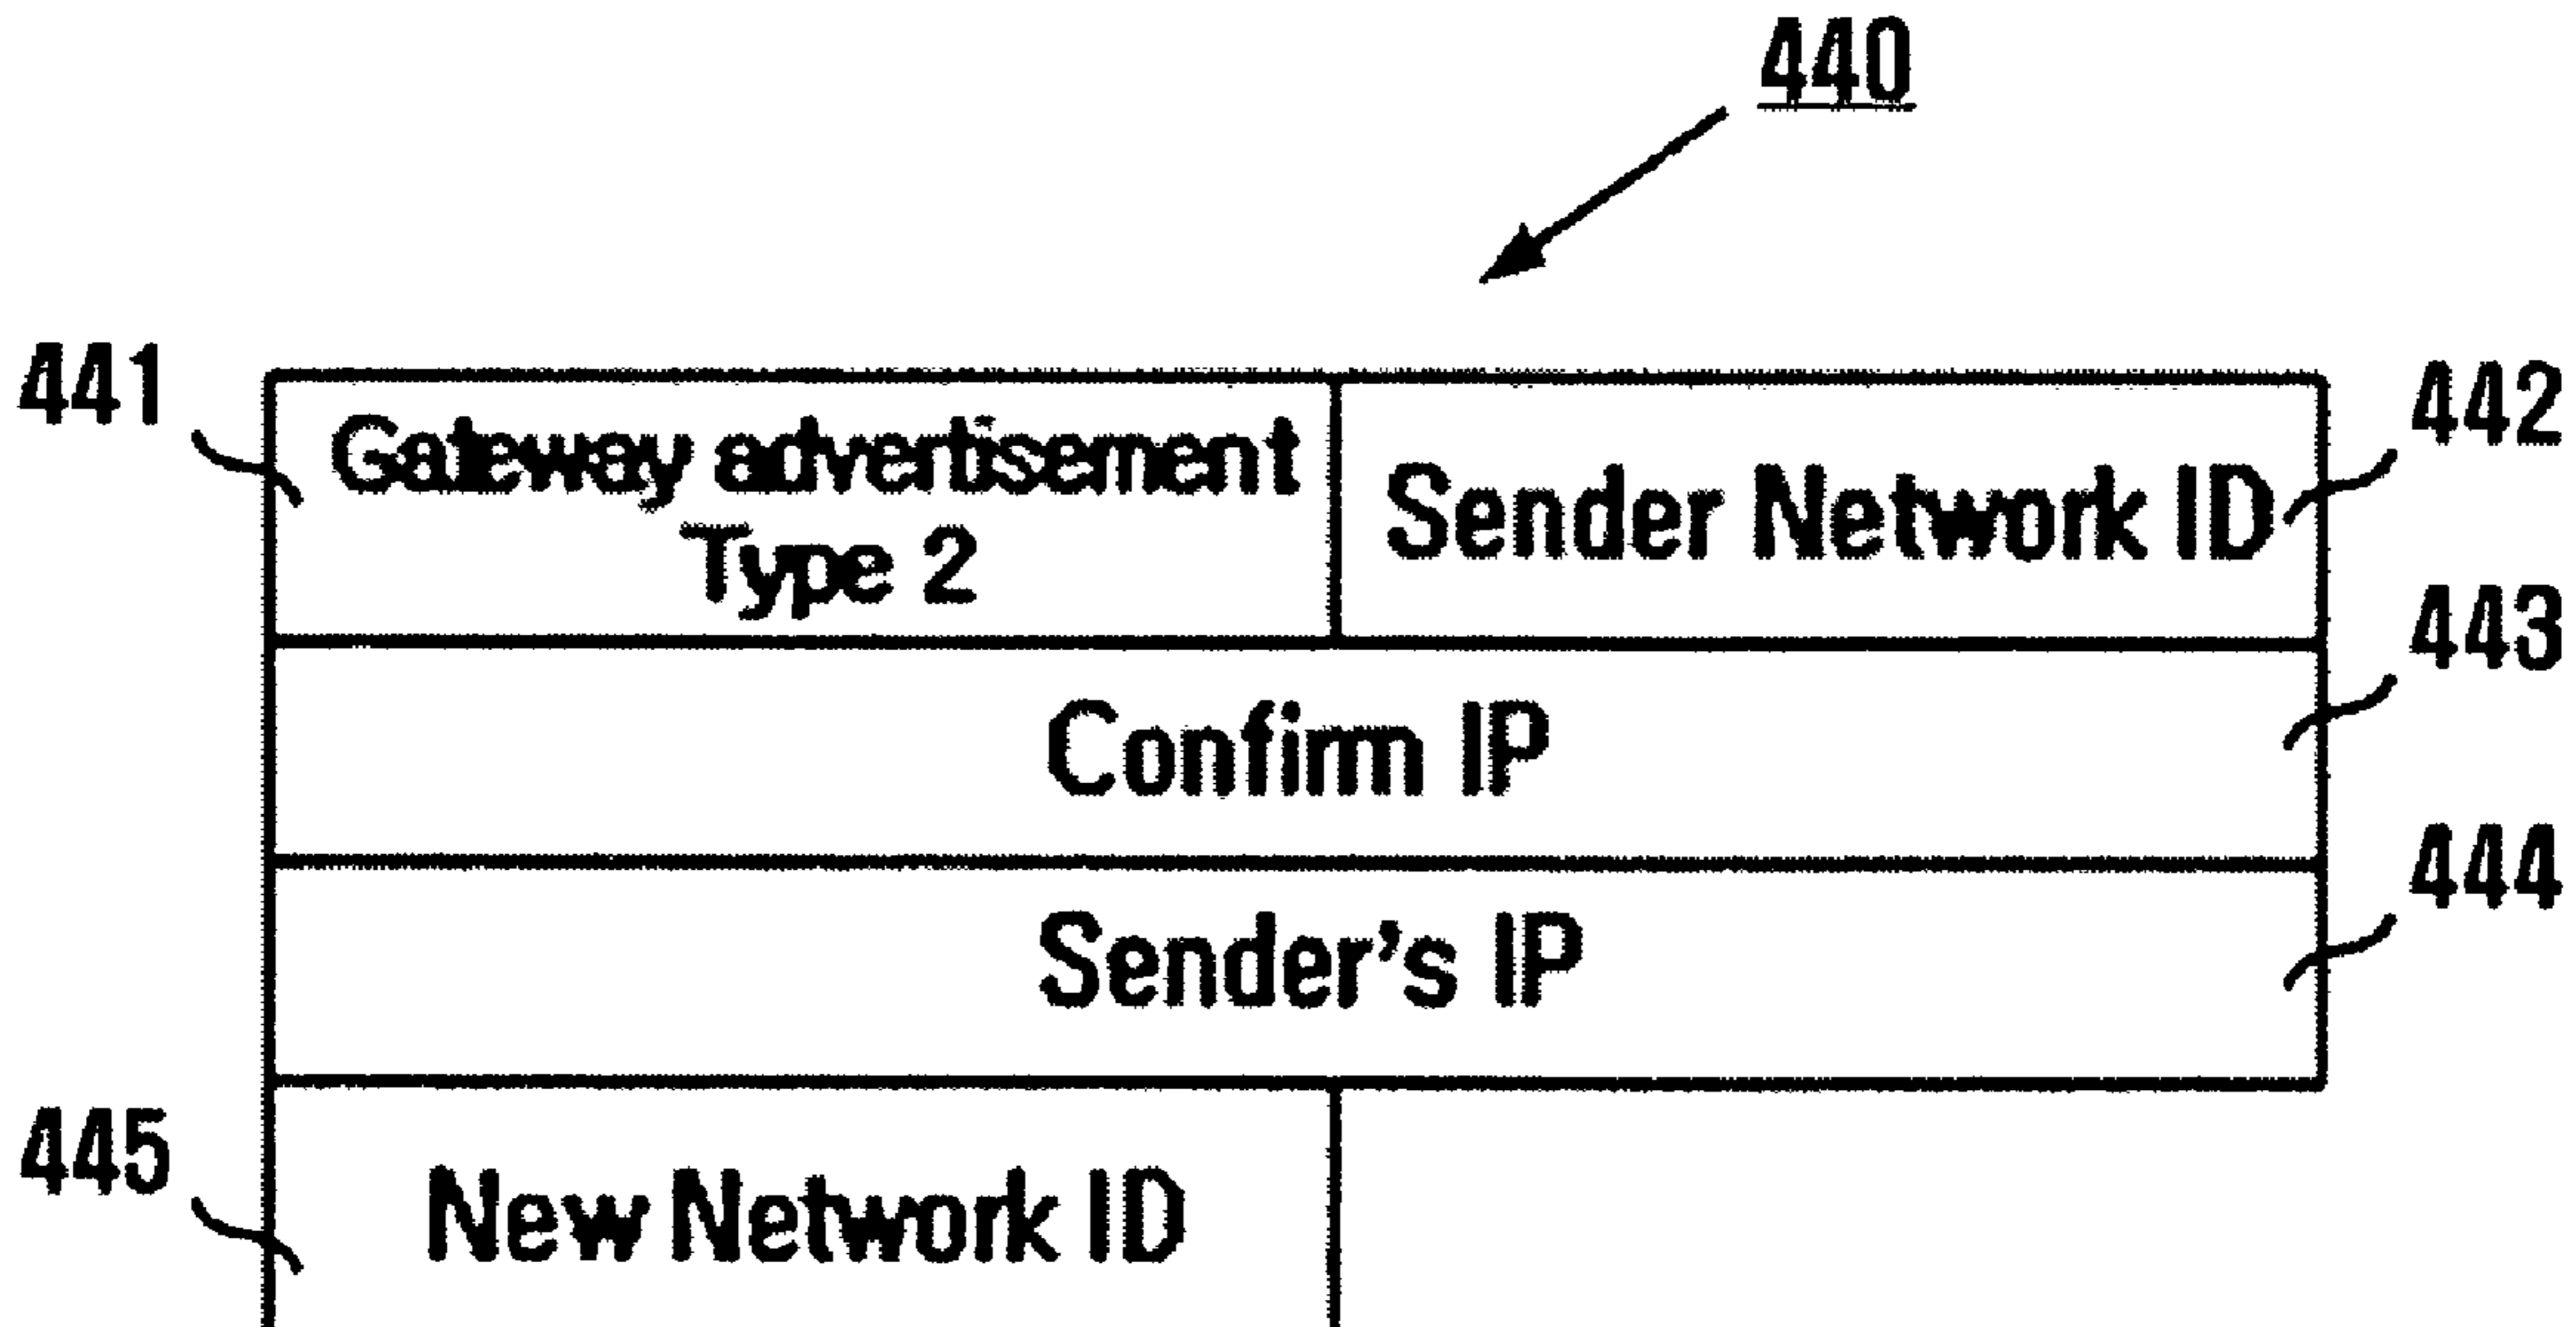 440
441
Gateway advertisement
Type 2
Sender Network ID
442
443
Confirm IP
444
Sender's IP
445
New Network ID